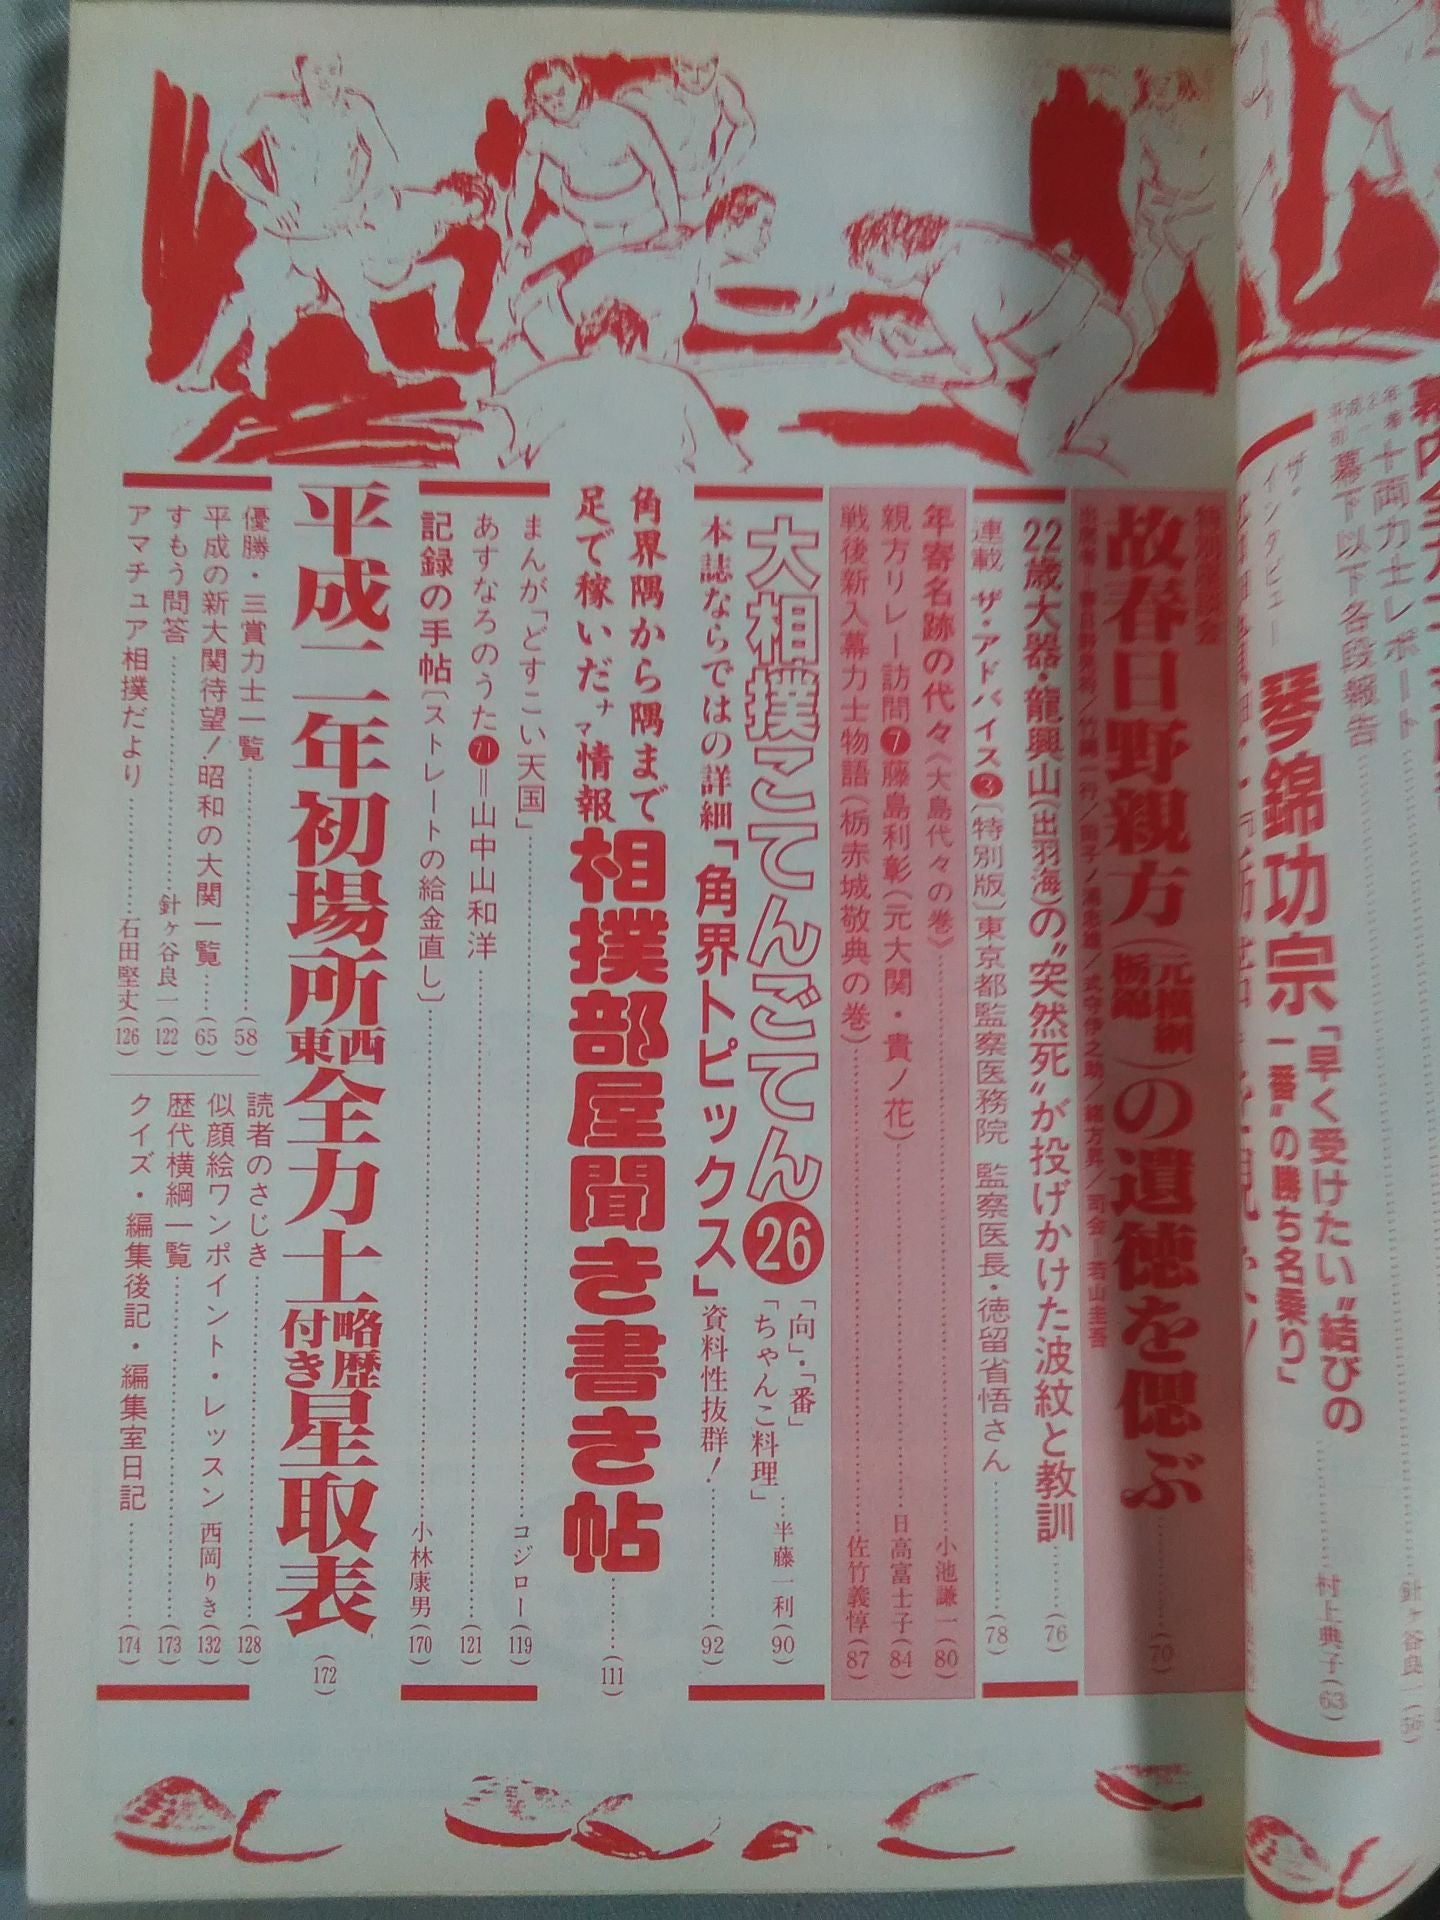 十両力士レポート
幕下以下各段報告
ザ・インタビュー
琴錦功宗
「早く受けたい“結びの
一番”の勝ち名乗り」
村上典子(63)
特別座談会
故春日野親方(元横綱栃錦)の遺徳を偲ぶ
(70)
22歳大器・龍興山(出羽海)の“突然死”が投げかけた波紋と教訓
(76)
連載 ザ・アドバイス❸(特別版)東京都監察医務院 監察医長・徳留省悟さん
(78)
年寄名跡の代々《大島代々の巻》
小池謙一(80)
親方リレー訪問❼藤島利彰(元大関・貴ノ花)
日高富士子(84)
戦後新入幕力士物語(栃赤城敬典の巻)
佐竹義惇(87)
大相撲こてんごてん26
「向」・「番」
「ちゃんこ料理」
半藤一利(90)
本誌ならではの詳細「角界トピックス」資料性抜群!
(92)
角界隅から隅まで
足で稼いだナマ情報
相撲部屋聞き書き帖
(111)
まんが「どすこい天国」
コジロー(119)
あすなろのうた71=山中山和洋
(121)
記録の手帖〔ストレートの給金直し〕
小林康男(170)
平成二年初場所東西全力士略歴付き星取表
(172)
優勝・三賞力士一覧(58)
平成の新大関待望!昭和の大関一覧(65)
すもう問答 針ヶ谷良一(122)
アマチュア相撲だより 石田堅丈(126)
読者のさじき(128)
似顔絵ワンポイント・レッスン 西岡りき(132)
歴代横綱一覧(173)
クイズ・編集後記・編集室日記(174)